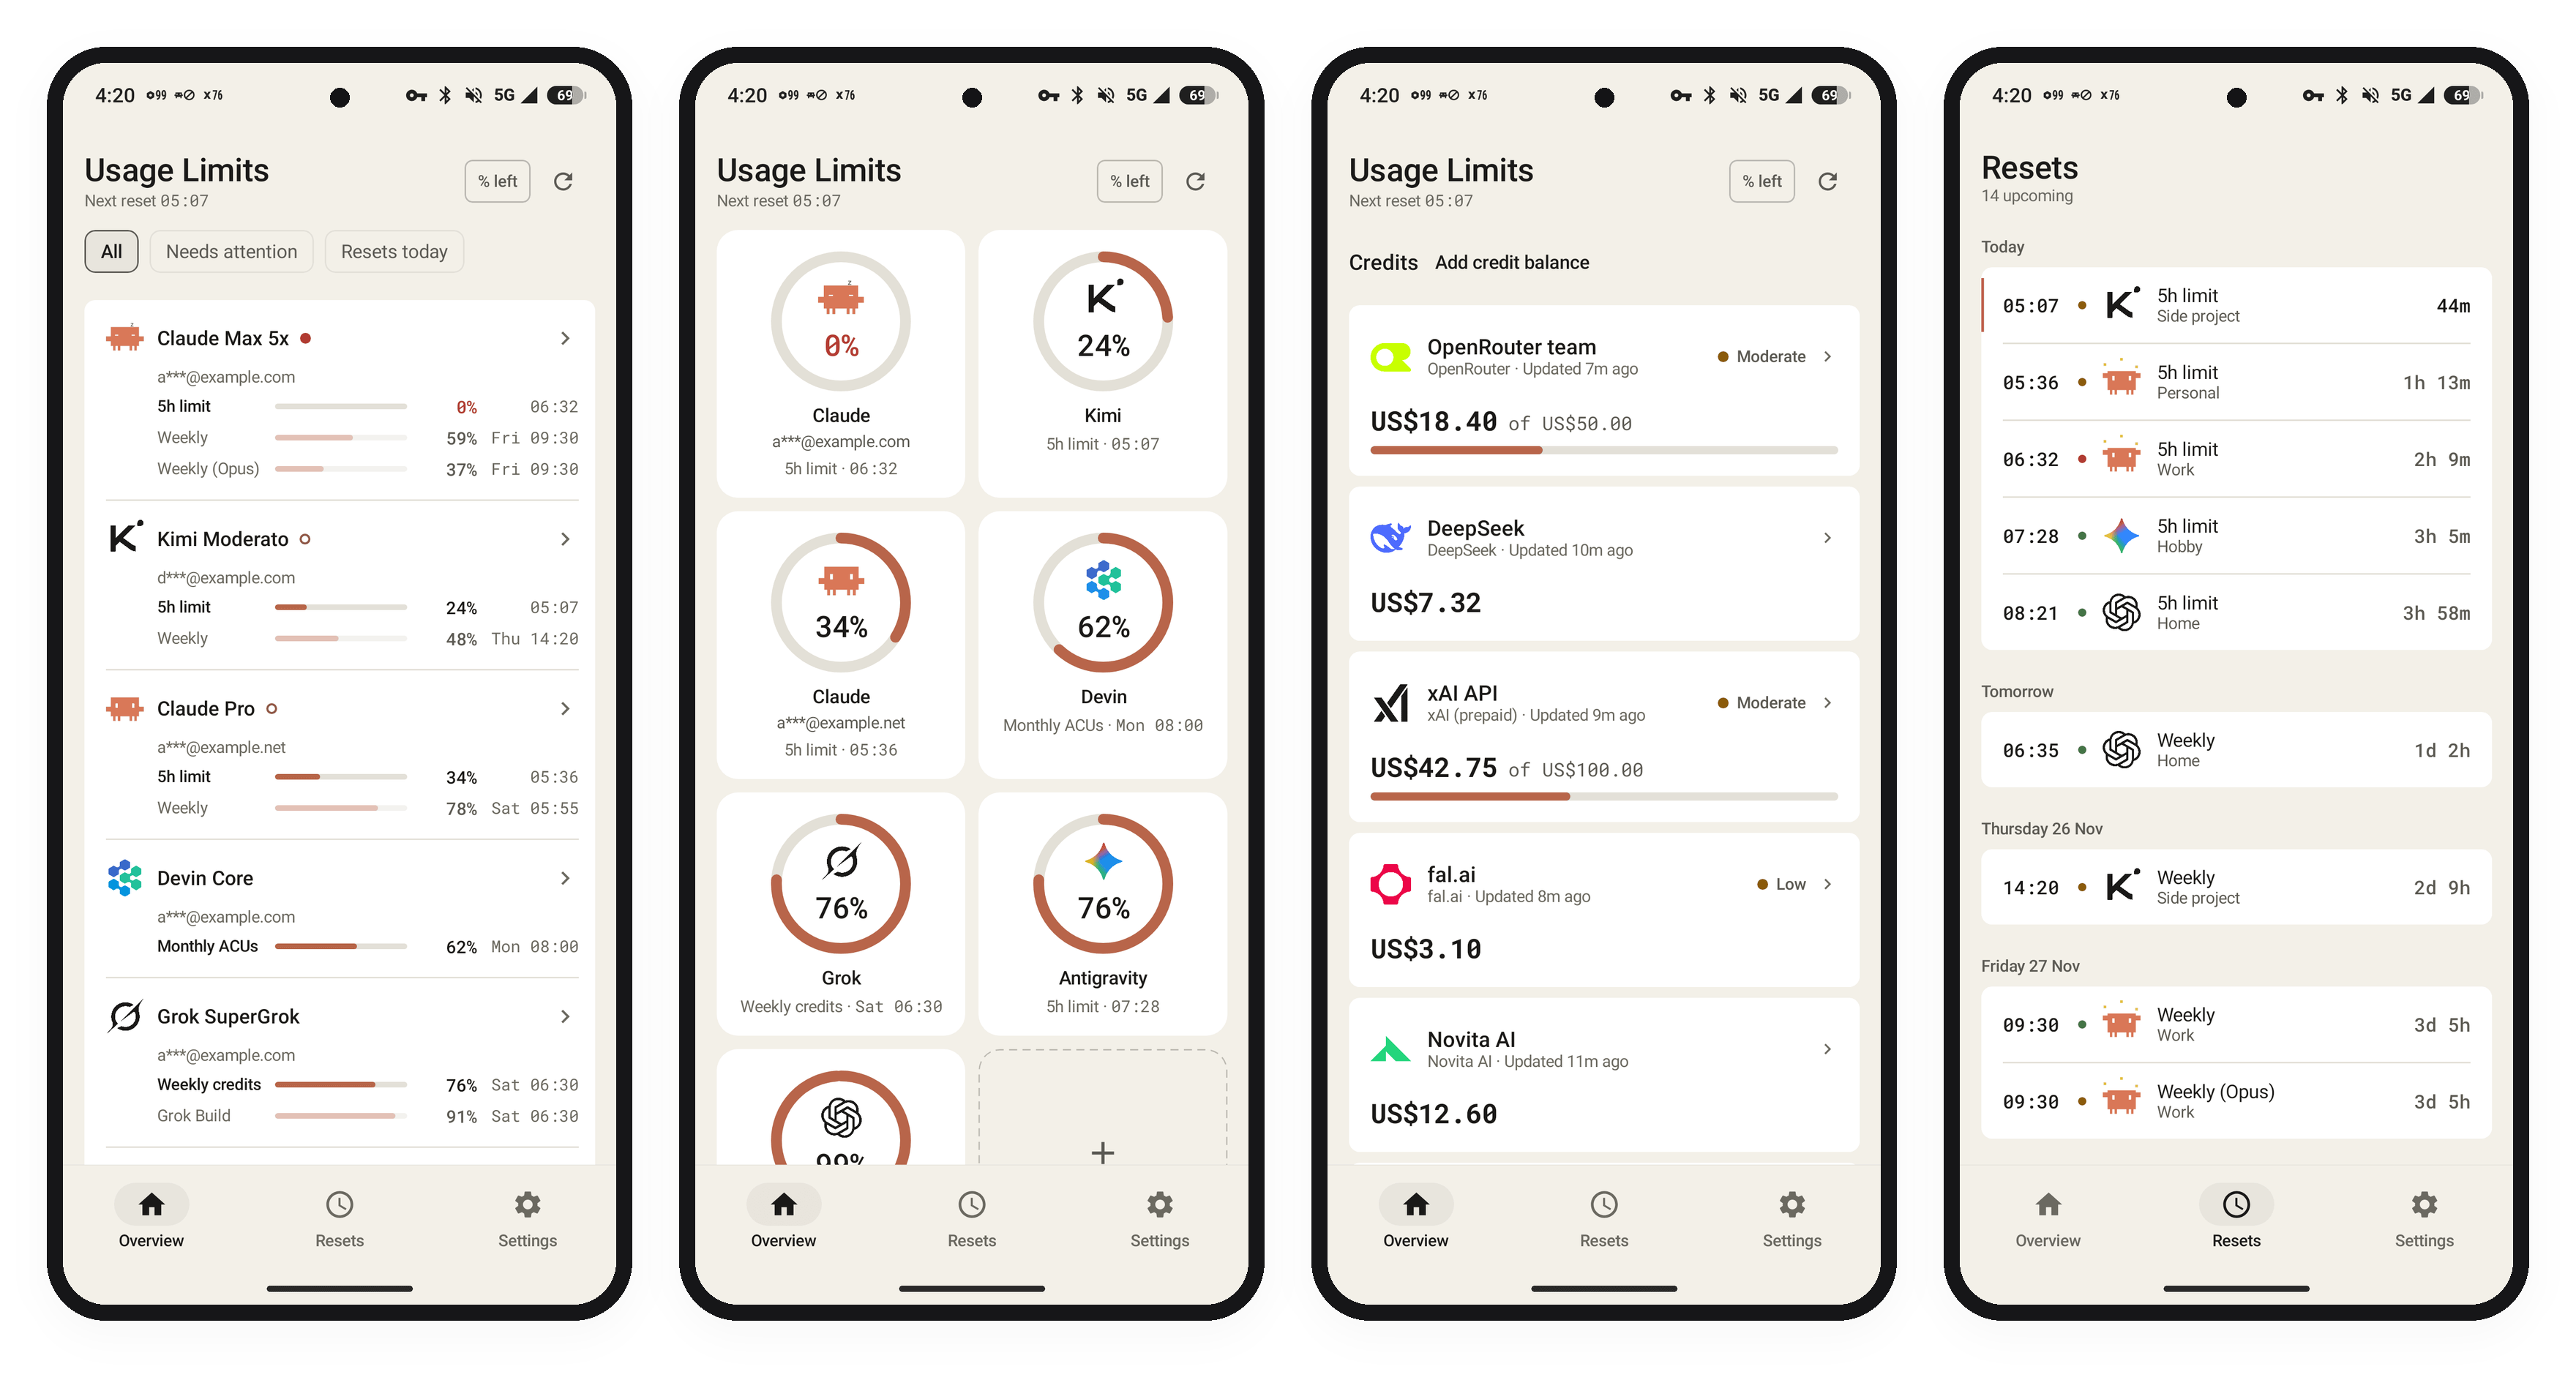 4:20 99 x76 5G 69
Usage Limits
Next reset 05:07
% left
All Needs attention Resets today
Claude Max 5x
a***@example.com
5h limit 0% 06:32
Weekly 59% Fri 09:30
Weekly (Opus) 37% Fri 09:30
Kimi Moderato
d***@example.com
5h limit 24% 05:07
Weekly 48% Thu 14:20
Claude Pro
a***@example.net
5h limit 34% 05:36
Weekly 78% Sat 05:55
Devin Core
a***@example.com
Monthly ACUs 62% Mon 08:00
Grok SuperGrok
a***@example.com
Weekly credits 76% Sat 06:30
Grok Build 91% Sat 06:30
Overview Resets Settings
4:20 99 x76 5G 69
Usage Limits
Next reset 05:07
% left
0%
Claude
a***@example.com
5h limit · 06:32
24%
Kimi
5h limit · 05:07
34%
Claude
a***@example.net
5h limit · 05:36
62%
Devin
Monthly ACUs · Mon 08:00
76%
Grok
Weekly credits · Sat 06:30
76%
Antigravity
5h limit · 07:28
99%
+
Overview Resets Settings
4:20 99 x76 5G 69
Usage Limits
Next reset 05:07
% left
Credits Add credit balance
OpenRouter team
OpenRouter · Updated 7m ago
Moderate
US$18.40 of US$50.00
DeepSeek
DeepSeek · Updated 10m ago
US$7.32
xAI API
xAI (prepaid) · Updated 9m ago
Moderate
US$42.75 of US$100.00
fal.ai
fal.ai · Updated 8m ago
Low
US$3.10
Novita AI
Novita AI · Updated 11m ago
US$12.60
Overview Resets Settings
4:20 99 x76 5G 69
Resets
14 upcoming
Today
05:07 5h limit 44m
Side project
05:36 5h limit 1h 13m
Personal
06:32 5h limit 2h 9m
Work
07:28 5h limit 3h 5m
Hobby
08:21 5h limit 3h 58m
Home
Tomorrow
06:35 Weekly 1d 2h
Home
Thursday 26 Nov
14:20 Weekly 2d 9h
Side project
Friday 27 Nov
09:30 Weekly 3d 5h
Work
09:30 Weekly (Opus) 3d 5h
Work
Overview Resets Settings